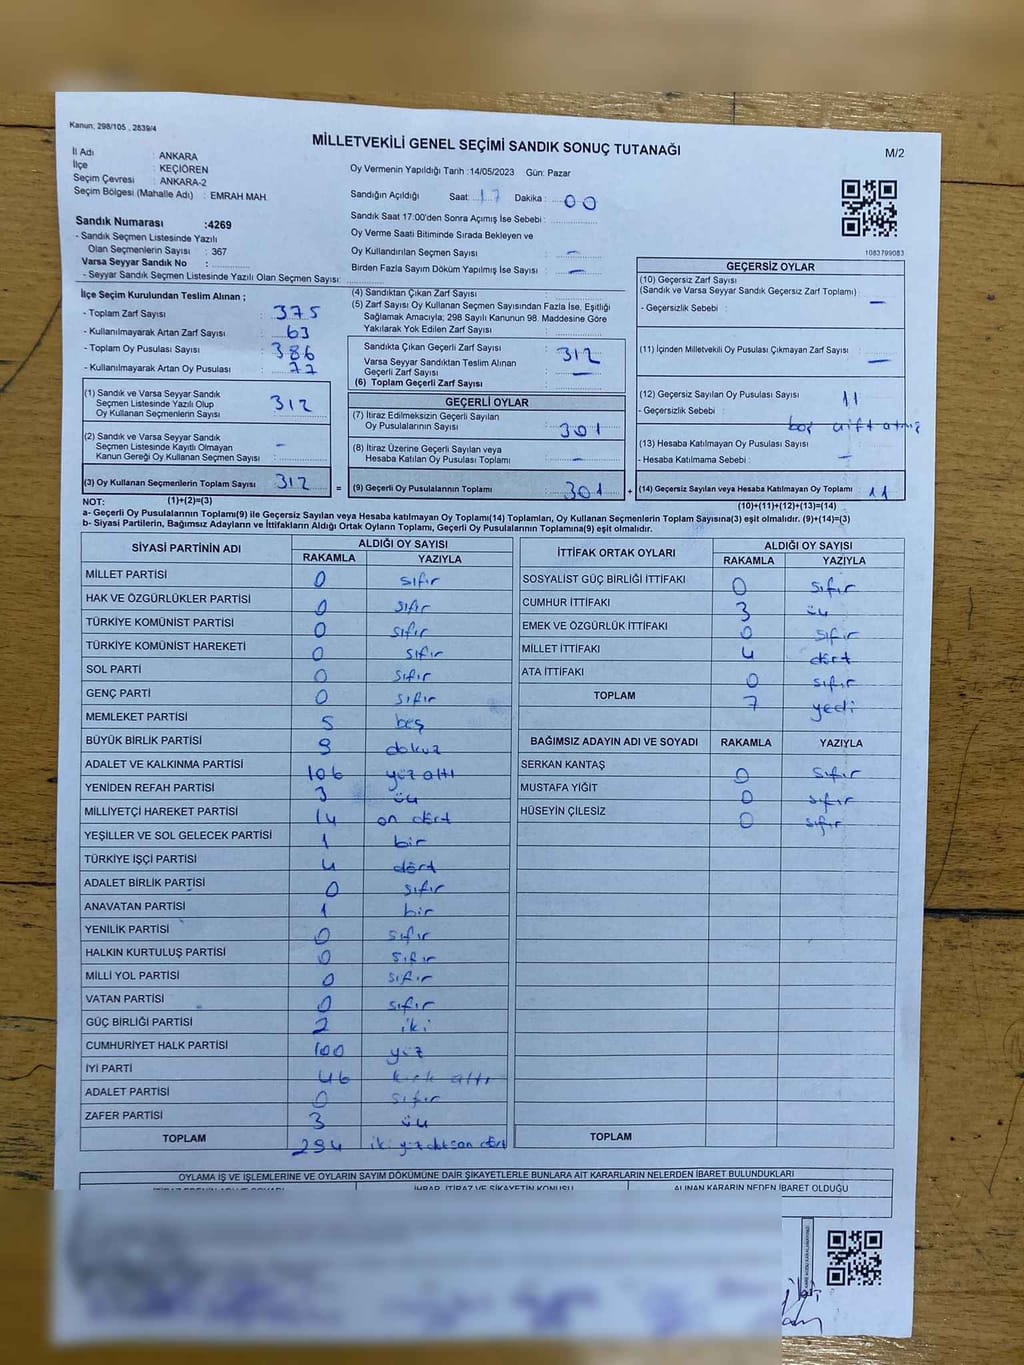 Kanun; 298/105 , 2839/4
MİLLETVEKİLİ GENEL SEÇİMİ SANDIK SONUÇ TUTANAĞI
M/2
İl Adı : ANKARA
İlçe : KEÇİÖREN
Seçim Çevresi : ANKARA-2
Seçim Bölgesi (Mahalle Adı) : EMRAH MAH.
Oy Vermenin Yapıldığı Tarih :14/05/2023 Gün: Pazar
Sandığın Açıldığı Saat: 17 Dakika: 00
Sandık Saat 17:00'den Sonra Açımış İse Sebebi :
Oy Verme Saati Bitiminde Sırada Bekleyen ve
Oy Kullandırılan Seçmen Sayısı : -
Birden Fazla Sayım Döküm Yapılmış İse Sayısı : -
1083799083
Sandık Numarası :4269
- Sandık Seçmen Listesinde Yazılı
Olan Seçmenlerin Sayısı : 367
Varsa Seyyar Sandık No :
- Seyyar Sandık Seçmen Listesinde Yazılı Olan Seçmen Sayısı:
İlçe Seçim Kurulundan Teslim Alınan ;
- Toplam Zarf Sayısı : 375
- Kullanılmayarak Artan Zarf Sayısı : 63
- Toplam Oy Pusulası Sayısı : 386
- Kullanılmayarak Artan Oy Pusulası : 77
(1) Sandık ve Varsa Seyyar Sandık
Seçmen Listesinde Yazılı Olup
Oy Kullanan Seçmenlerin Sayısı : 312
(2) Sandık ve Varsa Seyyar Sandık
Seçmen Listesinde Kayıtlı Olmayan
Kanun Gereği Oy Kullanan Seçmen Sayısı : -
(3) Oy Kullanan Seçmenlerin Toplam Sayısı : 312
(4) Sandıktan Çıkan Zarf Sayısı :
(5) Zarf Sayısı Oy Kullanan Seçmen Sayısından Fazla İse, Eşitliği
Sağlamak Amacıyla; 298 Sayılı Kanunun 98. Maddesine Göre
Yakılarak Yok Edilen Zarf Sayısı :
Sandıkta Çıkan Geçerli Zarf Sayısı : 312
Varsa Seyyar Sandıktan Teslim Alınan
Geçerli Zarf Sayısı : -
(6) Toplam Geçerli Zarf Sayısı :
GEÇERLİ OYLAR
(7) İtiraz Edilmeksizin Geçerli Sayılan
Oy Pusulalarının Sayısı : 301
(8) İtiraz Üzerine Geçerli Sayılan veya
Hesaba Katılan Oy Pusulası Toplamı : -
= (9) Geçerli Oy Pusulalarının Toplamı : 301
GEÇERSİZ OYLAR
(10) Geçersiz Zarf Sayısı
(Sandık ve Varsa Seyyar Sandık Geçersiz Zarf Toplamı) : -
- Geçersizlik Sebebi :
(11) İçinden Milletvekili Oy Pusulası Çıkmayan Zarf Sayısı : -
(12) Geçersiz Sayılan Oy Pusulası Sayısı : 11
- Geçersizlik Sebebi : boş çift atmış
(13) Hesaba Katılmayan Oy Pusulası Sayısı : -
- Hesaba Katılmama Sebebi :
+ (14) Geçersiz Sayılan veya Hesaba Katılmayan Oy Toplamı : 11
NOT: (1)+(2)=(3)
(10)+(11)+(12)+(13)=(14)
a- Geçerli Oy Pusulalarının Toplamı(9) ile Geçersiz Sayılan veya Hesaba katılmayan Oy Toplamı(14) Toplamları, Oy Kullanan Seçmenlerin Toplam Sayısına(3) eşit olmalıdır. (9)+(14)=(3)
b- Siyasi Partilerin, Bağımsız Adayların ve İttifakların Aldığı Ortak Oyların Toplamı, Geçerli Oy Pusulalarının Toplamına(9) eşit olmalıdır.
SİYASİ PARTİNİN ADI ALDIĞI OY SAYISI
RAKAMLA YAZIYLA
MİLLET PARTİSİ 0 sıfır
HAK VE ÖZGÜRLÜKLER PARTİSİ 0 sıfır
TÜRKİYE KOMÜNİST PARTİSİ 0 sıfır
TÜRKİYE KOMÜNİST HAREKETİ 0 sıfır
SOL PARTİ 0 sıfır
GENÇ PARTİ 0 sıfır
MEMLEKET PARTİSİ 5 beş
BÜYÜK BİRLİK PARTİSİ 9 dokuz
ADALET VE KALKINMA PARTİSİ 106 yüz altı
YENİDEN REFAH PARTİSİ 3 üç
MİLLİYETÇİ HAREKET PARTİSİ 14 on dört
YEŞİLLER VE SOL GELECEK PARTİSİ 1 bir
TÜRKİYE İŞÇİ PARTİSİ 4 dört
ADALET BİRLİK PARTİSİ 0 sıfır
ANAVATAN PARTİSİ 1 bir
YENİLİK PARTİSİ 0 sıfır
HALKIN KURTULUŞ PARTİSİ 0 sıfır
MİLLİ YOL PARTİSİ 0 sıfır
VATAN PARTİSİ 0 sıfır
GÜÇ BİRLİĞİ PARTİSİ 2 iki
CUMHURİYET HALK PARTİSİ 100 yüz
İYİ PARTİ 46 kırk altı
ADALET PARTİSİ 0 sıfır
ZAFER PARTİSİ 3 üç
TOPLAM 294 iki yüz doksan dört
İTTİFAK ORTAK OYLARI ALDIĞI OY SAYISI
RAKAMLA YAZIYLA
SOSYALİST GÜÇ BİRLİĞİ İTTİFAKI 0 sıfır
CUMHUR İTTİFAKI 3 üç
EMEK VE ÖZGÜRLÜK İTTİFAKI 0 sıfır
MİLLET İTTİFAKI 4 dört
ATA İTTİFAKI 0 sıfır
TOPLAM 7 yedi
BAĞIMSIZ ADAYIN ADI VE SOYADI RAKAMLA YAZIYLA
SERKAN KANTAŞ 0 sıfır
MUSTAFA YİĞİT 0 sıfır
HÜSEYİN ÇİLESİZ 0 sıfır
TOPLAM
OYLAMA İŞ VE İŞLEMLERİNE VE OYLARIN SAYIM DÖKÜMÜNE DAİR ŞİKAYETLERLE BUNLARA AİT KARARLARIN NELERDEN İBARET BULUNDUKLARI
İHBAR, İTİRAZ VE ŞİKAYETİN KONUSU ALINAN KARARIN NEDEN İBARET OLDUĞU